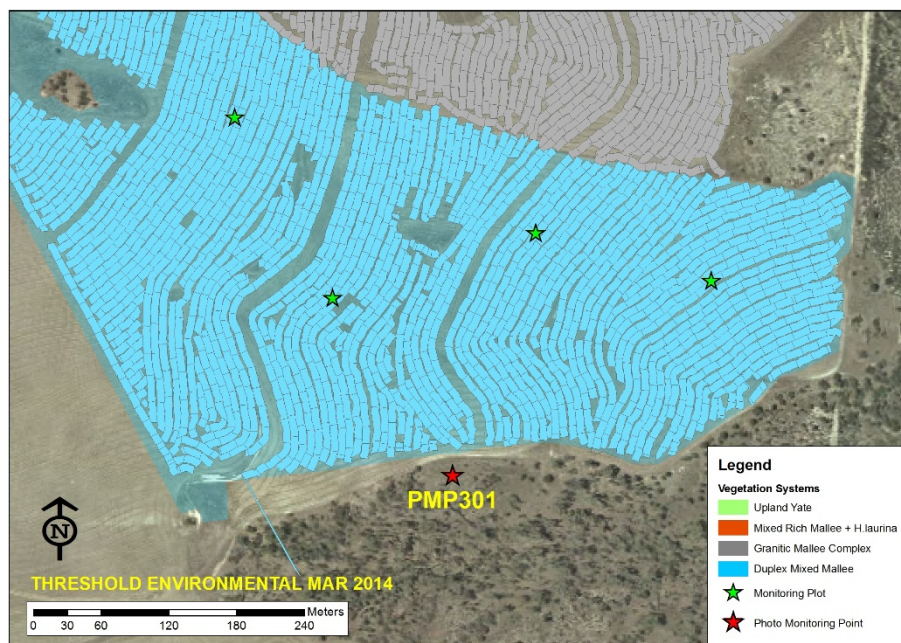 PMP301
N
THRESHOLD ENVIRONMENTAL MAR 2014
Meters
0 30 60 120 180 240
Legend
Vegetation Systems
Upland Yate
Mixed Rich Mallee + H.laurina
Granitic Mallee Complex
Duplex Mixed Mallee
Monitoring Plot
Photo Monitoring Point